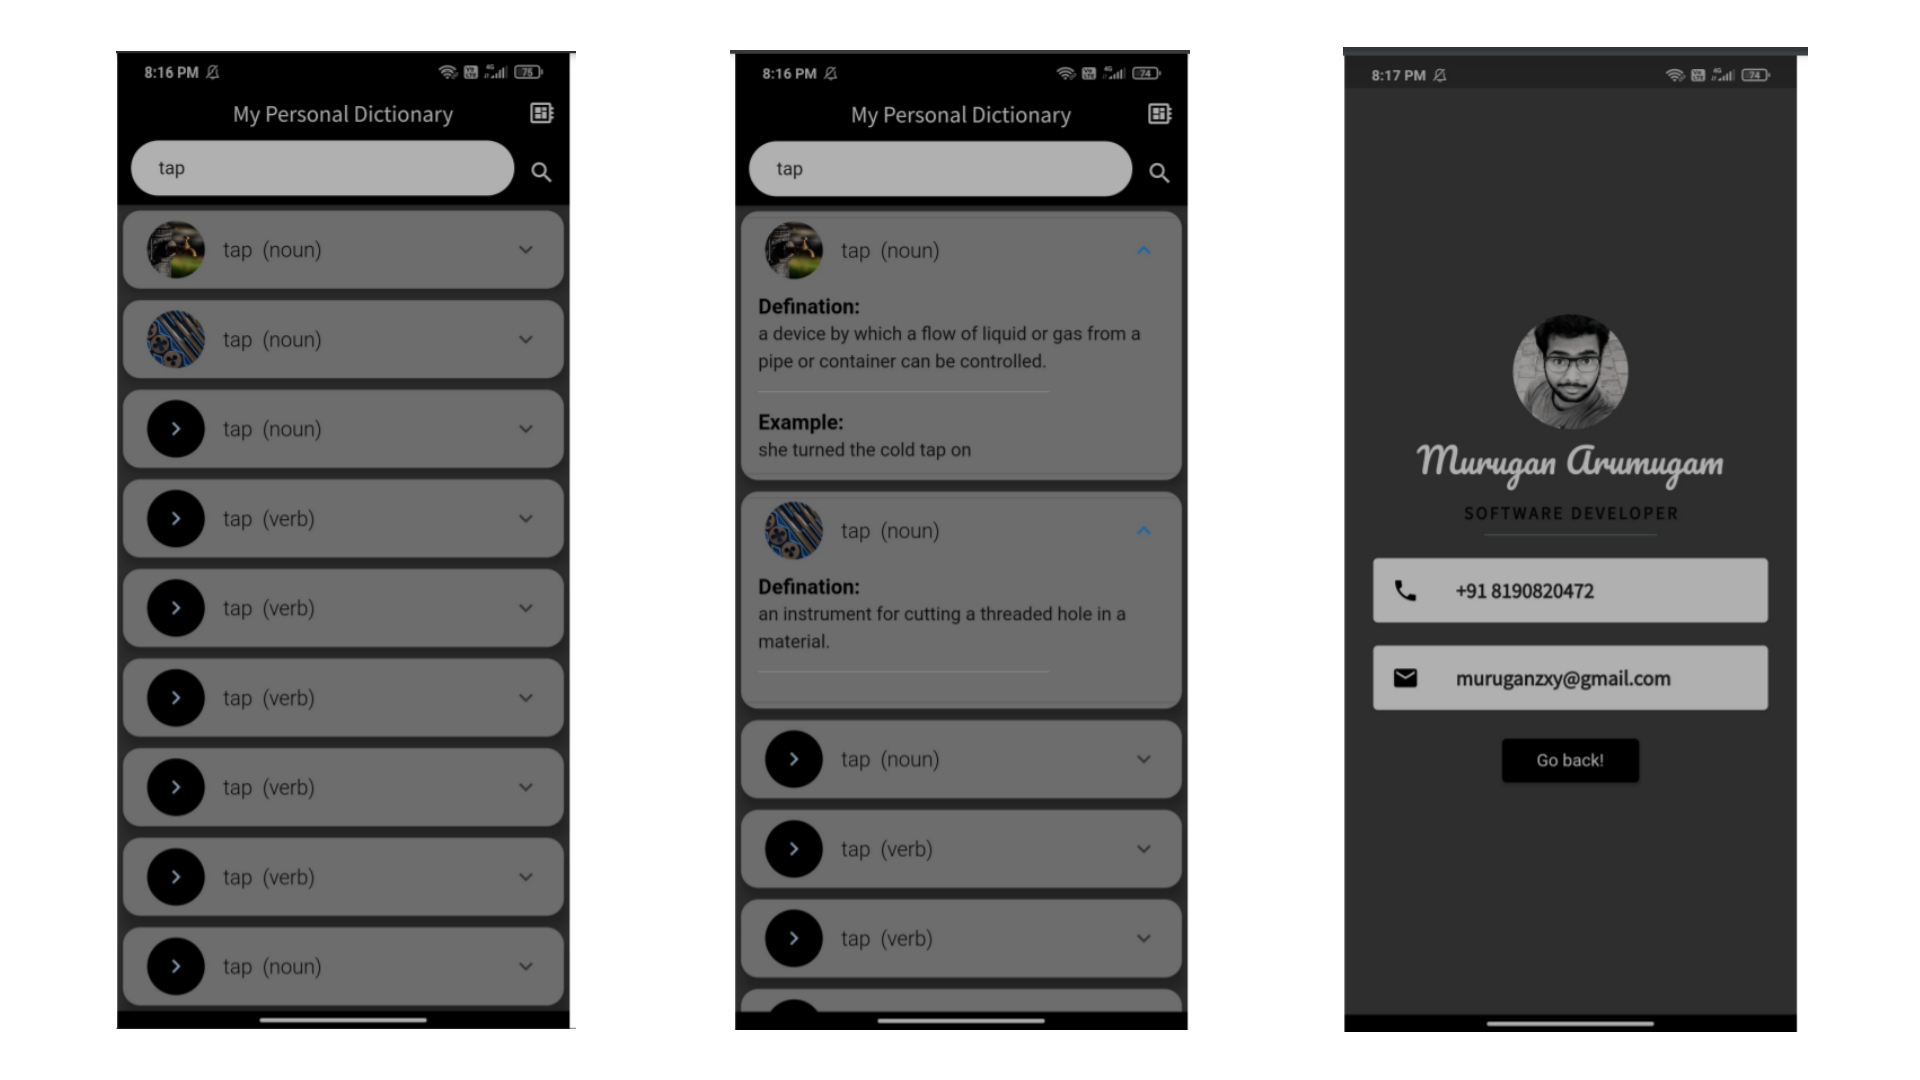 8:16 PM
75
My Personal Dictionary
tap
tap (noun)
tap (noun)
tap (noun)
tap (verb)
tap (verb)
tap (verb)
tap (verb)
tap (verb)
tap (noun)
8:16 PM
4G
74
My Personal Dictionary
tap
tap (noun)
Defination:
a device by which a flow of liquid or gas from a
pipe or container can be controlled.
Example:
she turned the cold tap on
tap (noun)
Defination:
an instrument for cutting a threaded hole in a
material.
tap (noun)
tap (verb)
tap (verb)
8:17 PM
4G
74
Murugan Arumugam
SOFTWARE DEVELOPER
+91 8190820472
muruganzxy@gmail.com
Go back!